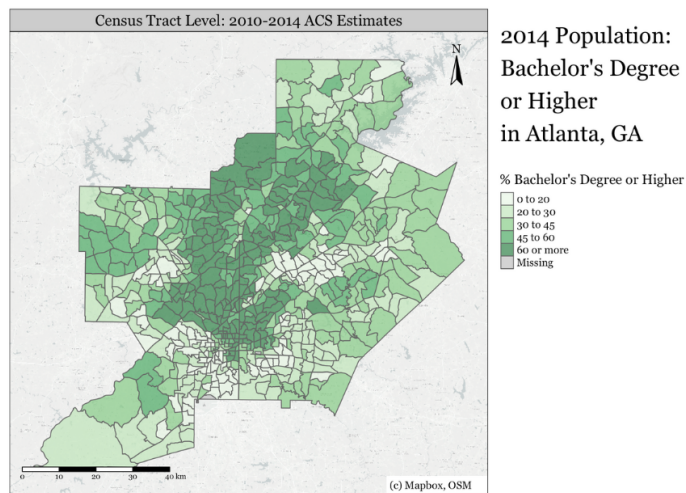 Census Tract Level: 2010-2014 ACS Estimates
N
2014 Population:
Bachelor's Degree
or Higher
in Atlanta, GA
% Bachelor's Degree or Higher
0 to 20
20 to 30
30 to 45
45 to 60
60 or more
Missing
0 10 20 30 40 km
(c) Mapbox, OSM